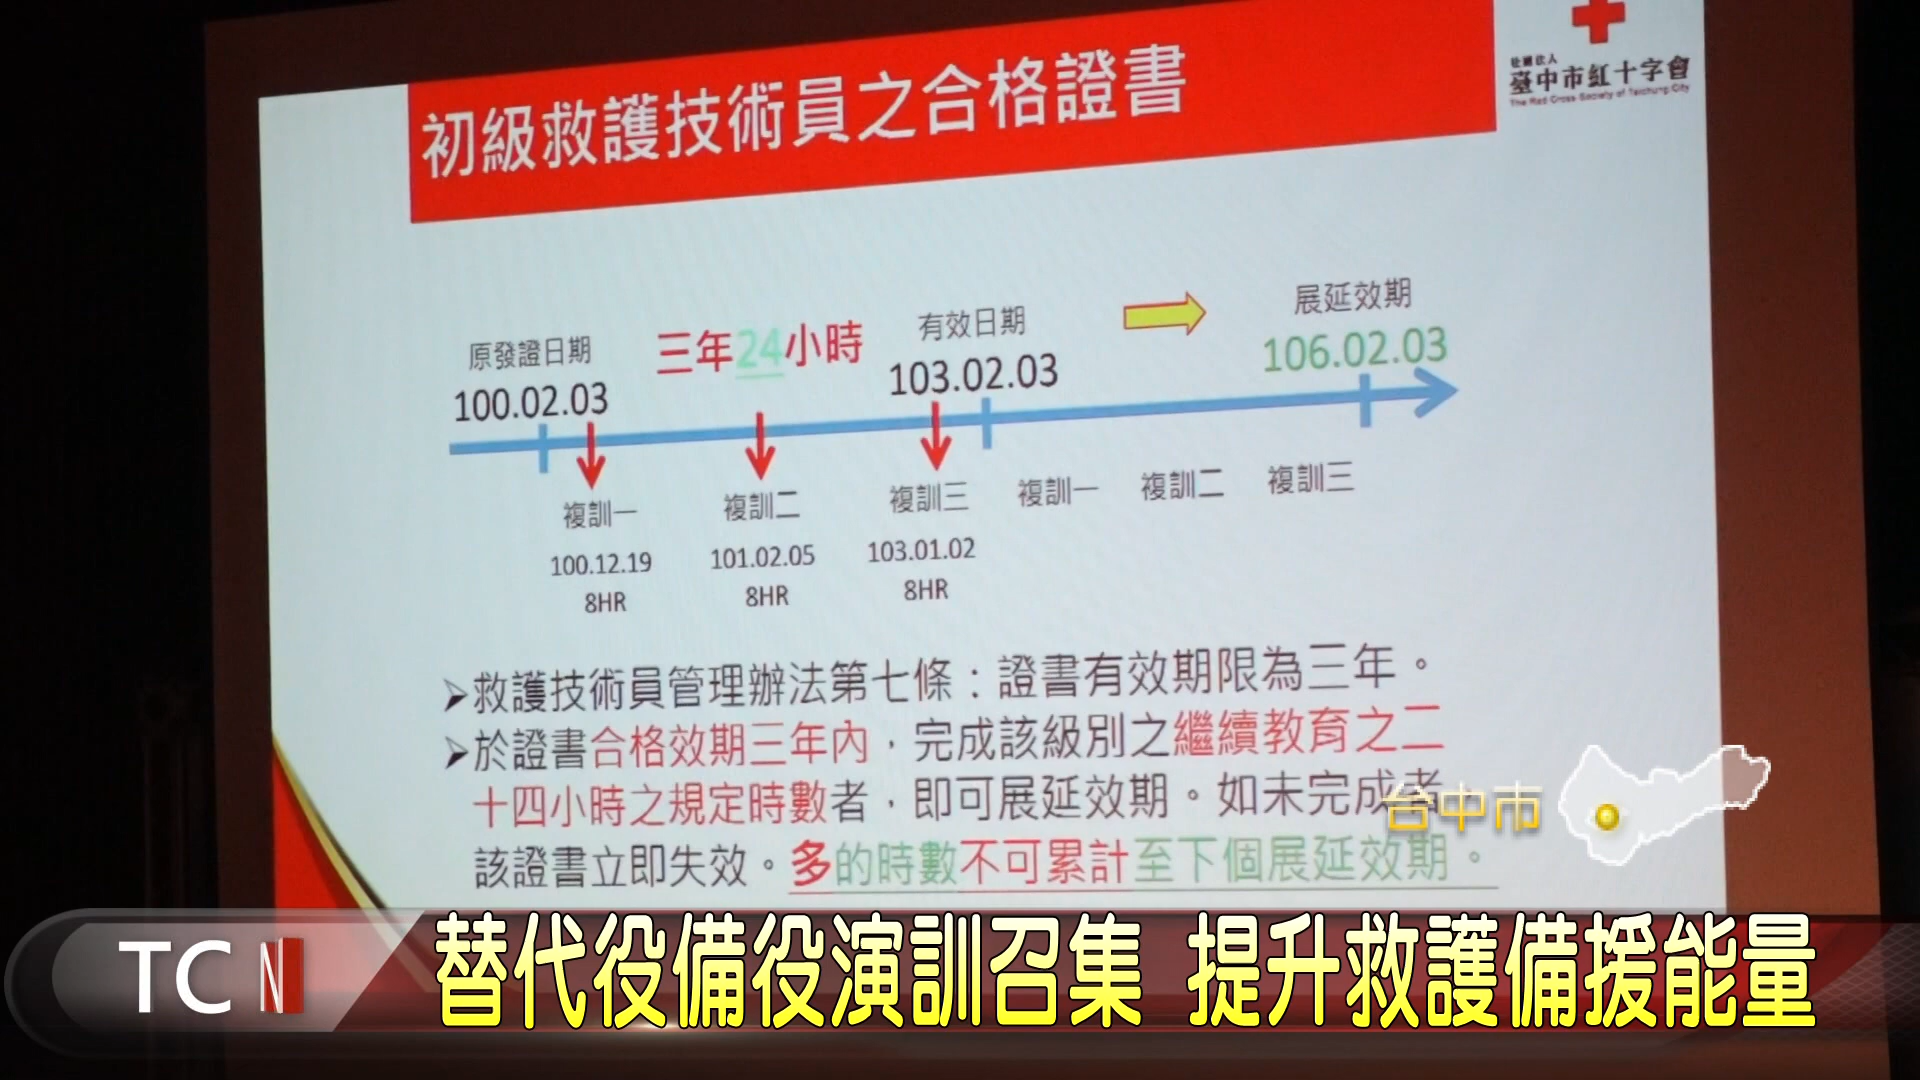 初級救護技術員之合格證書
社團法人
臺中市紅十字會
The Red Cross Society of Taichung City
原發證日期
三年24小時
有效日期
展延效期
100.02.03
103.02.03
106.02.03
複訓一
複訓二
複訓三
複訓一
複訓二
複訓三
100.12.19
101.02.05
103.01.02
8HR
8HR
8HR
➢救護技術員管理辦法第七條：證書有效期限為三年。
➢於證書合格效期三年內，完成該級別之繼續教育之二
十四小時之規定時數者，即可展延效期。如未完成者
該證書立即失效。多的時數不可累計至下個展延效期。
台中市
TCN
替代役備役演訓召集 提升救護備援能量